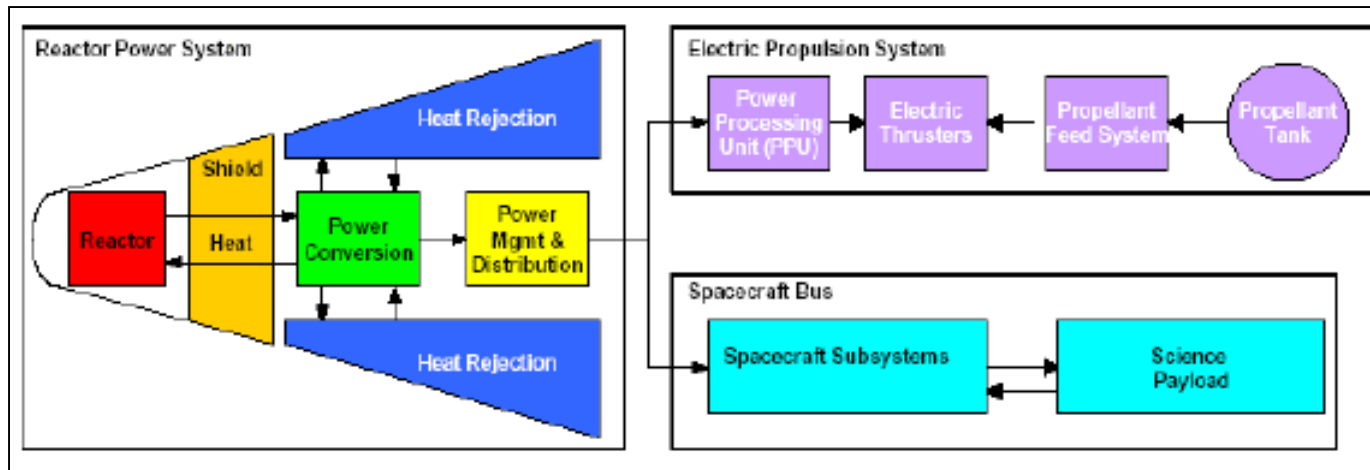 Reactor Power System
Heat Rejection
Shield
Heat
Reactor
Power
Conversion
Power
Mgmt &
Distribution
Heat Rejection
Electric Propulsion System
Power
Processing
Unit (PPU)
Electric
Thrusters
Propellant
Feed System
Propellant
Tank
Spacecraft Bus
Spacecraft Subsystems
Science
Payload